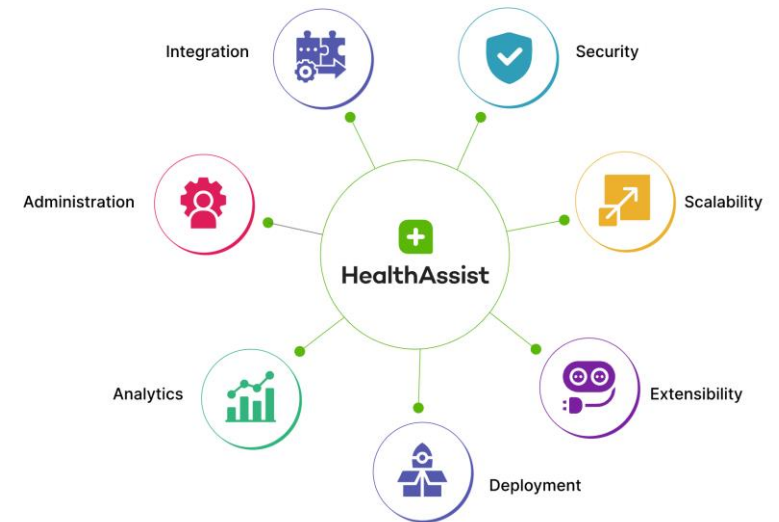 Integration
Security
Administration
Scalability
HealthAssist
Analytics
Extensibility
Deployment